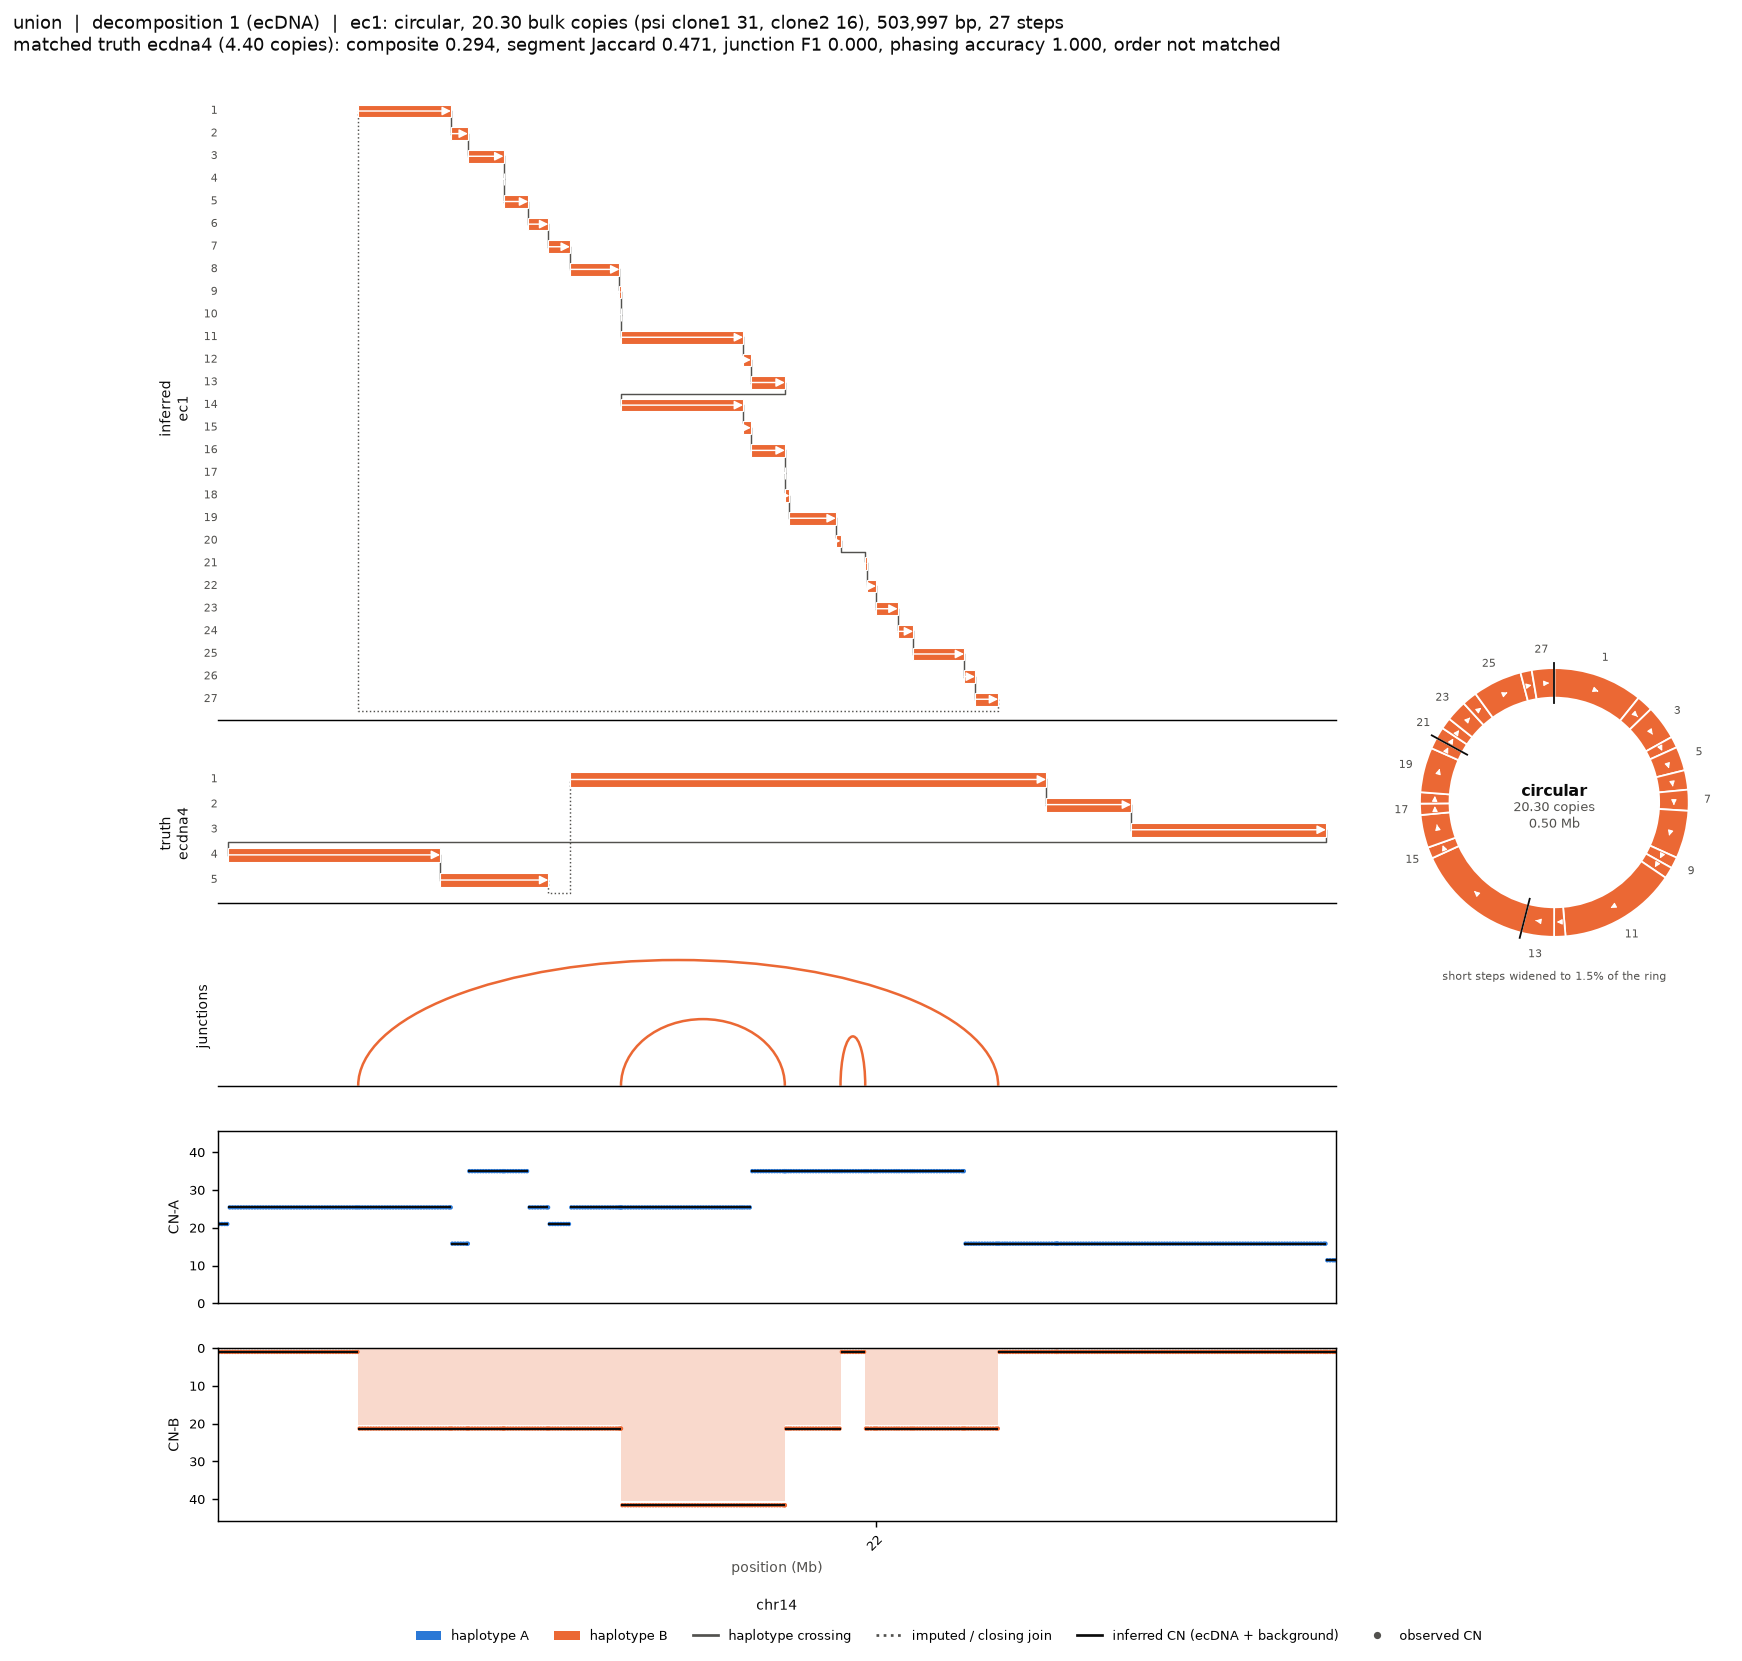 union  |  decomposition 1 (ecDNA)  |  ec1: circular, 20.30 bulk copies (psi clone1 31, clone2 16), 503,997 bp, 27 steps
matched truth ecdna4 (4.40 copies): composite 0.294, segment Jaccard 0.471, junction F1 0.000, phasing accuracy 1.000, order not matched
inferred
ec1
1
2
3
4
5
6
7
8
9
10
11
12
13
14
15
16
17
18
19
20
21
22
23
24
25
26
27
truth
ecdna4
1
2
3
4
5
junctions
CN-A
40
30
20
10
0
CN-B
0
10
20
30
40
22
position (Mb)
chr14
27
1
3
5
7
9
11
13
15
17
19
21
23
25
circular
20.30 copies
0.50 Mb
short steps widened to 1.5% of the ring
haplotype A
haplotype B
haplotype crossing
imputed / closing join
inferred CN (ecDNA + background)
observed CN